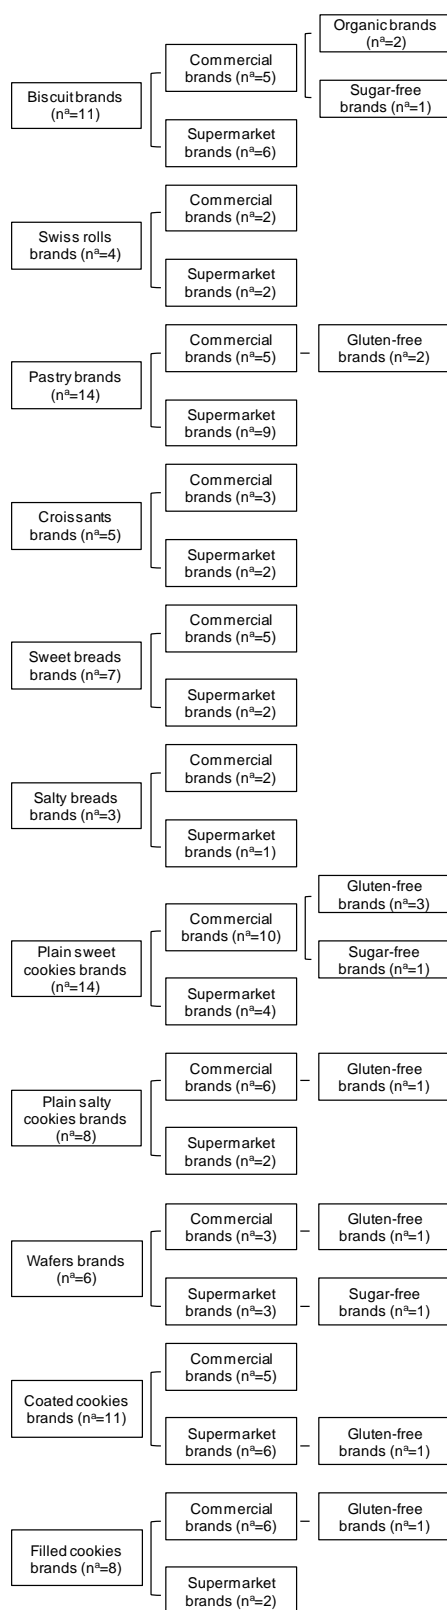 Organic brands
(nª=2)
Commercial
brands (nª=5)
Biscuit brands
(nª=11)
Sugar-free
brands (nª=1)
Supermarket
brands (nª=6)
Commercial
brands (nª=2)
Swiss rolls
brands (nª=4)
Supermarket
brands (nª=2)
Commercial
brands (nª=5)
Gluten-free
brands (nª=2)
Pastry brands
(nª=14)
Supermarket
brands (nª=9)
Commercial
brands (nª=3)
Croissants
brands (nª=5)
Supermarket
brands (nª=2)
Commercial
brands (nª=5)
Sweet breads
brands (nª=7)
Supermarket
brands (nª=2)
Commercial
brands (nª=2)
Salty breads
brands (nª=3)
Supermarket
brands (nª=1)
Gluten-free
brands (nª=3)
Commercial
brands (nª=10)
Plain sweet
cookies brands
(nª=14)
Sugar-free
brands (nª=1)
Supermarket
brands (nª=4)
Commercial
brands (nª=6)
Gluten-free
brands (nª=1)
Plain salty
cookies brands
(nª=8)
Supermarket
brands (nª=2)
Commercial
brands (nª=3)
Gluten-free
brands (nª=1)
Wafers brands
(nª=6)
Supermarket
brands (nª=3)
Sugar-free
brands (nª=1)
Commercial
brands (nª=5)
Coated cookies
brands (nª=11)
Supermarket
brands (nª=6)
Gluten-free
brands (nª=1)
Commercial
brands (nª=6)
Gluten-free
brands (nª=1)
Filled cookies
brands (nª=8)
Supermarket
brands (nª=2)